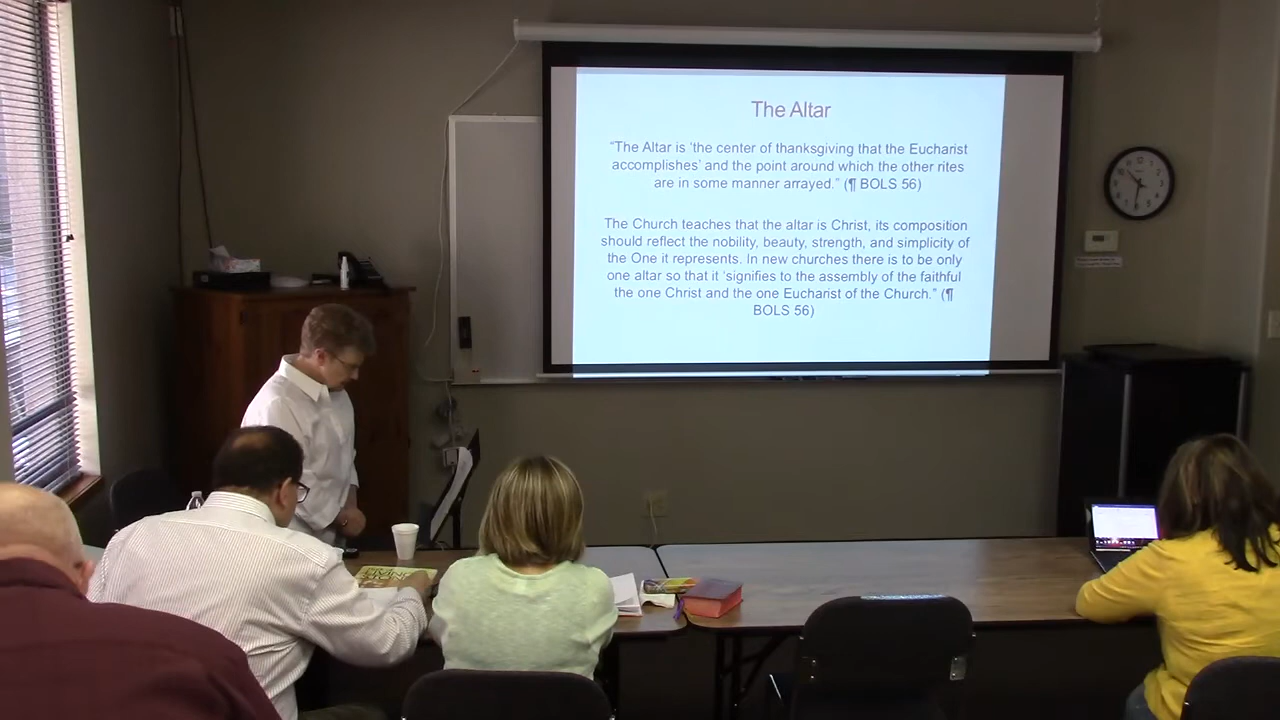 The Altar
“The Altar is ‘the center of thanksgiving that the Eucharist
accomplishes’ and the point around which the other rites
are in some manner arrayed.” (¶ BOLS 56)
The Church teaches that the altar is Christ, its composition
should reflect the nobility, beauty, strength, and simplicity of
the One it represents. In new churches there is to be only
one altar so that it ‘signifies to the assembly of the faithful
the one Christ and the one Eucharist of the Church.” (¶
BOLS 56)